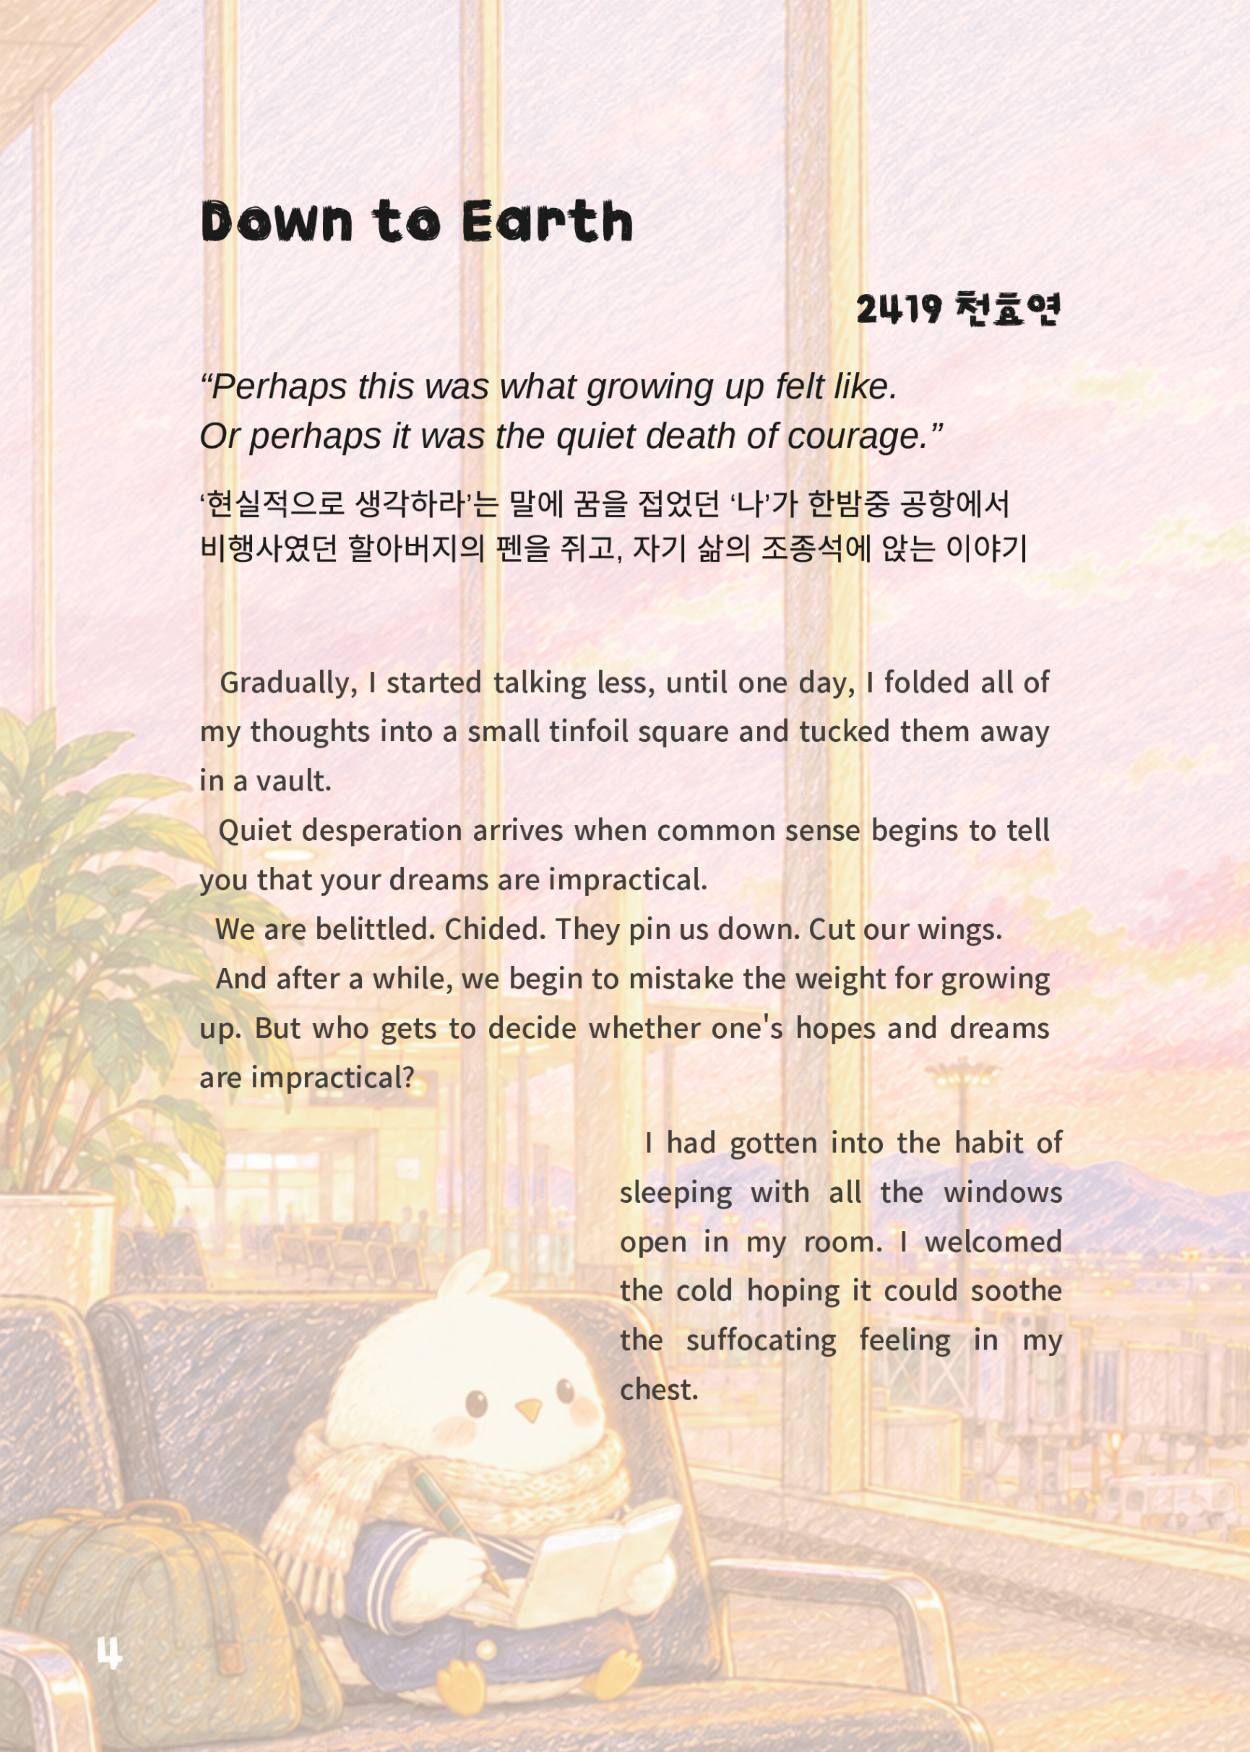 Down to Earth
2419 천효연
“Perhaps this was what growing up felt like.
Or perhaps it was the quiet death of courage.”
‘현실적으로 생각하라’는 말에 꿈을 접었던 ‘나’가 한밤중 공항에서
비행사였던 할아버지의 펜을 쥐고, 자기 삶의 조종석에 앉는 이야기
Gradually, I started talking less, until one day, I folded all of
my thoughts into a small tinfoil square and tucked them away
in a vault.
Quiet desperation arrives when common sense begins to tell
you that your dreams are impractical.
We are belittled. Chided. They pin us down. Cut our wings.
And after a while, we begin to mistake the weight for growing
up. But who gets to decide whether one's hopes and dreams
are impractical?
I had gotten into the habit of
sleeping with all the windows
open in my room. I welcomed
the cold hoping it could soothe
the suffocating feeling in my
chest.
4